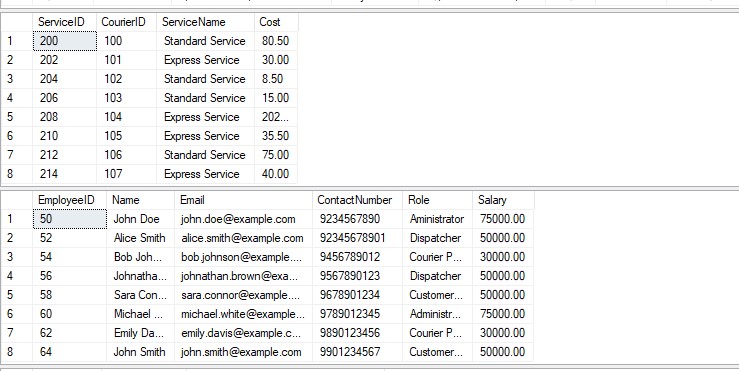 ServiceID CourierID ServiceName Cost
1 200 100 Standard Service 80.50
2 202 101 Express Service 30.00
3 204 102 Standard Service 8.50
4 206 103 Standard Service 15.00
5 208 104 Express Service 202...
6 210 105 Express Service 35.50
7 212 106 Standard Service 75.00
8 214 107 Express Service 40.00
EmployeeID Name Email ContactNumber Role Salary
1 50 John Doe john.doe@example.com 9234567890 Aministrator 75000.00
2 52 Alice Smith alice.smith@example.com 92345678901 Dispatcher 50000.00
3 54 Bob Joh... bob.johnson@example.... 9456789012 Courier P... 30000.00
4 56 Johnatha... johnathan.brown@exa... 9567890123 Dispatcher 50000.00
5 58 Sara Con... sara.connor@example.... 9678901234 Customer... 50000.00
6 60 Michael ... michael.white@example... 9789012345 Administr... 75000.00
7 62 Emily Da... emily.davis@example.c... 9890123456 Courier P... 30000.00
8 64 John Smith john.smith@example.com 9901234567 Customer... 50000.00